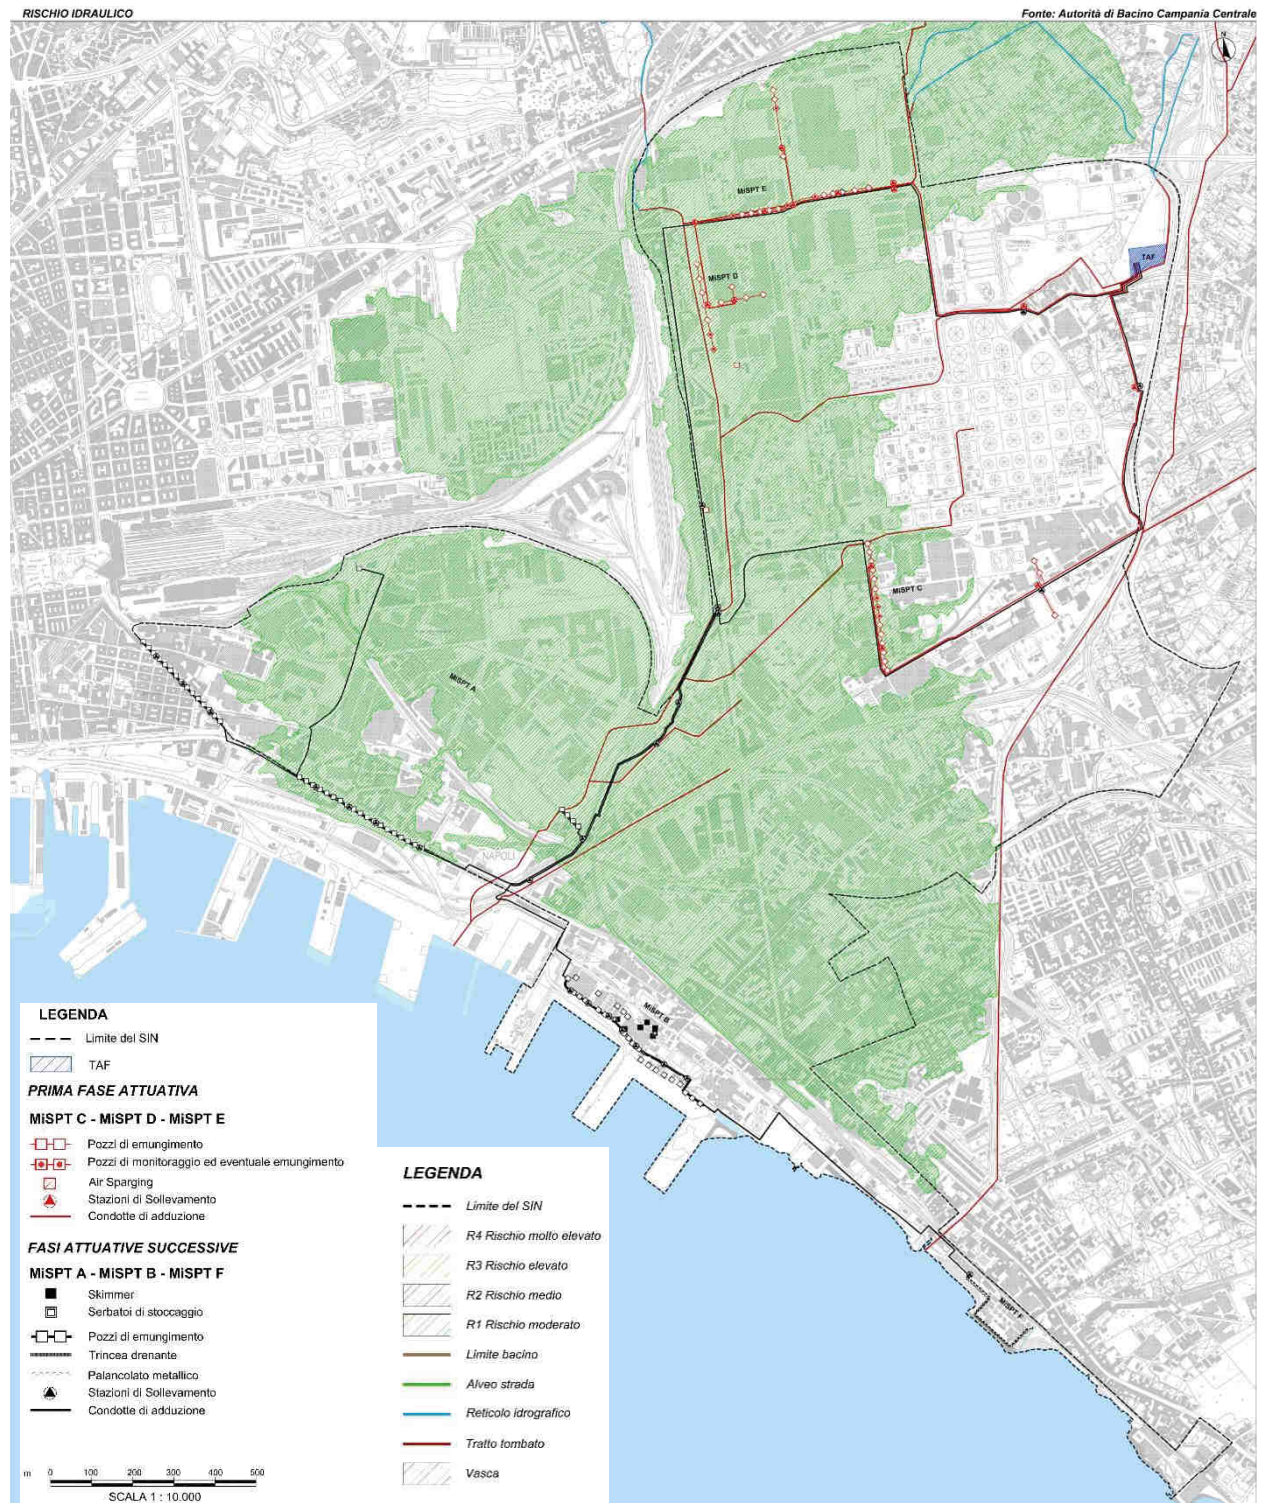 RISCHIO IDRAULICO
Fonte: Autorità di Bacino Campania Centrale
N
MiSPT E
TAF
MiSPT D
MiSPT C
MiSPT A
NAPOLI
MiSPT B
MiSPT F
LEGENDA
Limite del SIN
TAF
PRIMA FASE ATTUATIVA
MiSPT C - MiSPT D - MiSPT E
Pozzi di emungimento
Pozzi di monitoraggio ed eventuale emungimento
Air Sparging
Stazioni di Sollevamento
Condotte di adduzione
FASI ATTUATIVE SUCCESSIVE
MiSPT A - MiSPT B - MiSPT F
Skimmer
Serbatoi di stoccaggio
Pozzi di emungimento
Trincea drenante
Palancolato metallico
Stazioni di Sollevamento
Condotte di adduzione
m 0 100 200 300 400 500
SCALA 1 : 10.000
LEGENDA
Limite del SIN
R4 Rischio molto elevato
R3 Rischio elevato
R2 Rischio medio
R1 Rischio moderato
Limite bacino
Alveo strada
Reticolo idrografico
Tratto tombato
Vasca